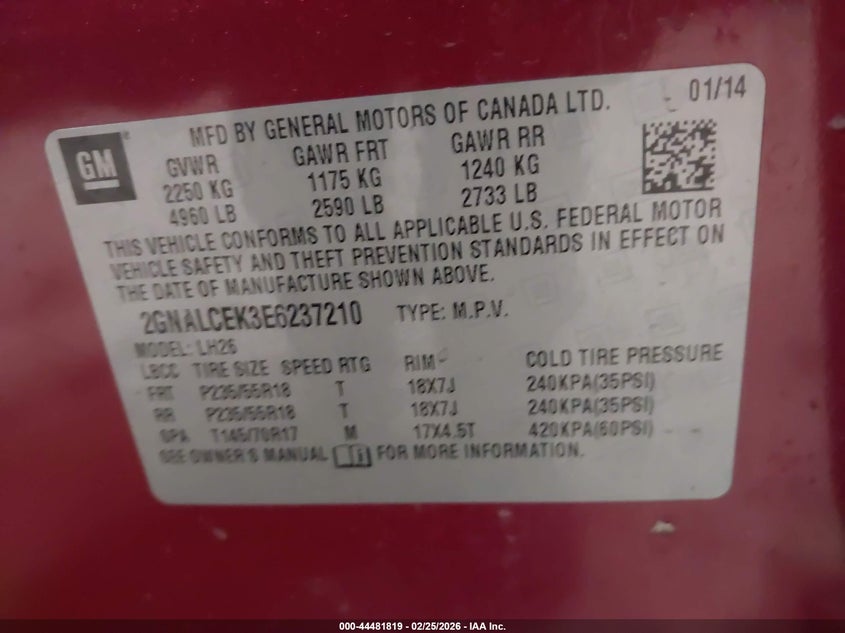 01/14
GM
MFD BY GENERAL MOTORS OF CANADA LTD.
GVWR GAWR FRT GAWR RR
2250 KG 1175 KG 1240 KG
4960 LB 2590 LB 2733 LB
THIS VEHICLE CONFORMS TO ALL APPLICABLE U.S. FEDERAL MOTOR
VEHICLE SAFETY AND THEFT PREVENTION STANDARDS IN EFFECT ON
THE DATE OF MANUFACTURE SHOWN ABOVE.
2GNALCEK3E6237210 TYPE: M.P.V.
MODEL: LH26
LBCC TIRE SIZE SPEED RTG RIM COLD TIRE PRESSURE
FRT P235/55R18 T 18X7J 240KPA(35PSI)
RR P235/55R18 T 18X7J 240KPA(35PSI)
SPA T145/70R17 M 17X4.5T 420KPA(60PSI)
SEE OWNER'S MANUAL FOR MORE INFORMATION.
000-44481819 - 02/25/2026 - IAA Inc.